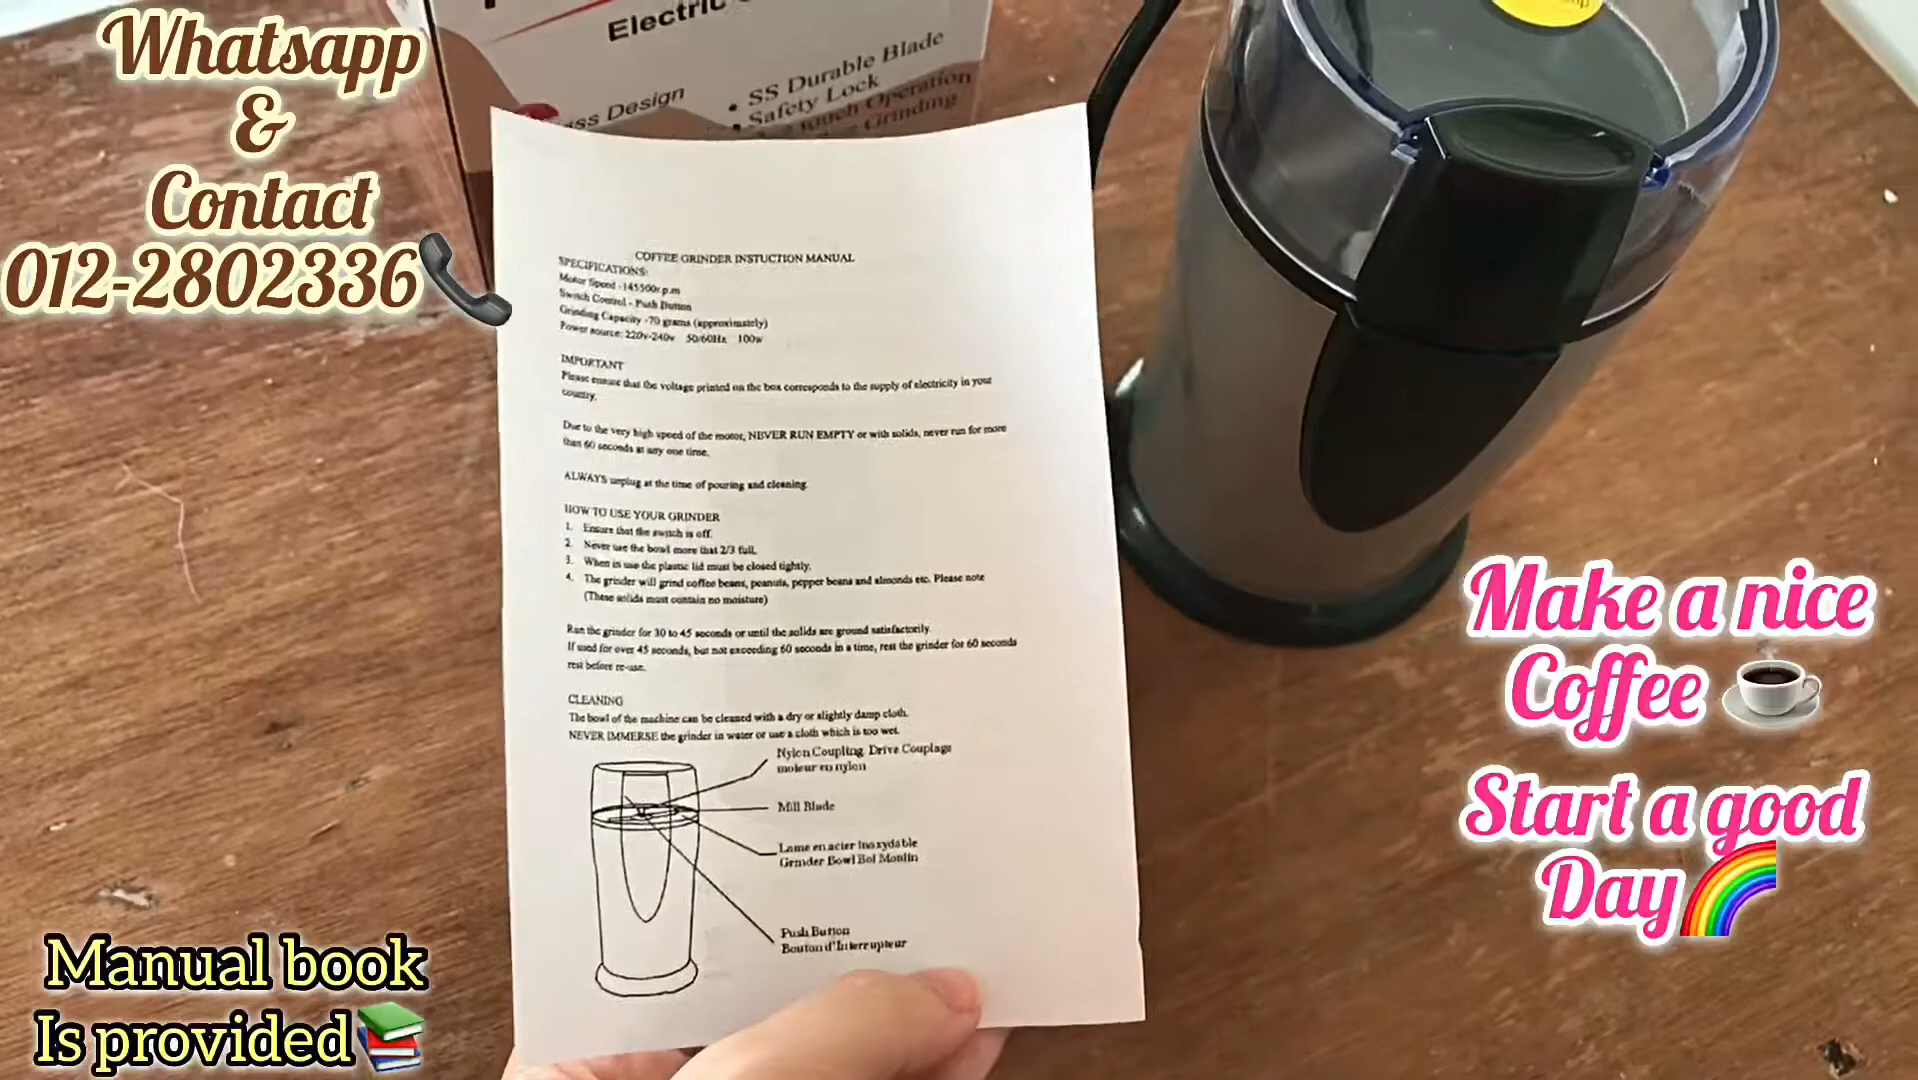 Whatsapp
&
Contact
012-2802336
Electric
ss Design
• SS Durable Blade
Safety Lock
Touch Operation
Grinding
COFFEE GRINDER INSTUCTION MANUAL
SPECIFICATIONS:
Motor Speed -145500r.p.m
Switch Control - Push Button
Grinding Capacity -70 grams (approximately)
Power source: 220v-240v 50/60Hz 100w
IMPORTANT
Please ensure that the voltage printed on the box corresponds to the supply of electricity in your
country.
Due to the very high speed of the motor, NEVER RUN EMPTY or with solids, never run for more
than 60 seconds at any one time.
ALWAYS unplug at the time of pouring and cleaning.
HOW TO USE YOUR GRINDER
1. Ensure that the switch is off.
2. Never use the bowl more that 2/3 full.
3. When in use the plastic lid must be closed tightly.
4. The grinder will grind coffee beans, peanuts, pepper beans and almonds etc. Please note
(These solids must contain no moisture)
Run the grinder for 30 to 45 seconds or until the solids are ground satisfactorily.
If used for over 45 seconds, but not exceeding 60 seconds in a time, rest the grinder for 60 seconds
rest before re-use.
CLEANING
The bowl of the machine can be cleaned with a dry or slightly damp cloth.
NEVER IMMERSE the grinder in water or use a cloth which is too wet.
Nylon Coupling Drive Couplage
moteur en nylon
Mill Blade
Lame en acier inoxydable
Grinder Bowl Bol Moulin
Push Button
Bouton d'Interrupteur
Make a nice
Coffee
Start a good
Day
Manual book
Is provided